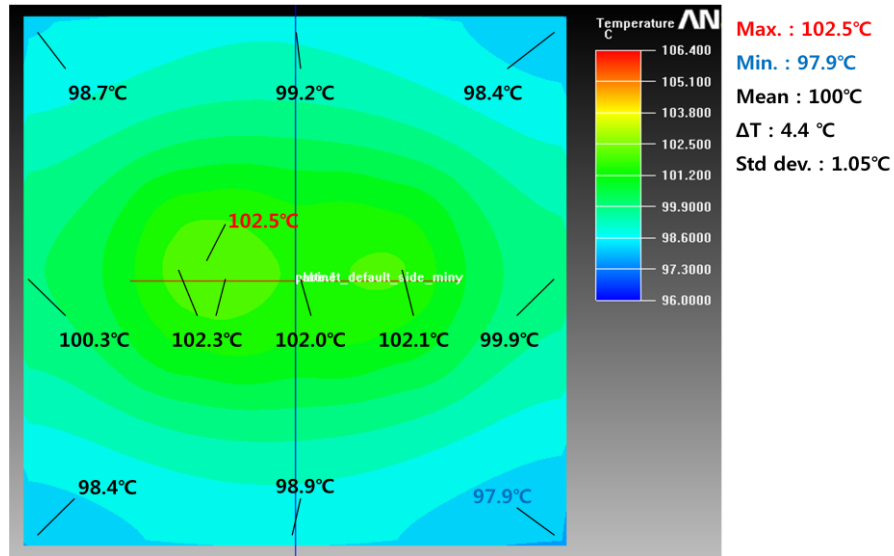 Temperature AN
C
106.400
105.100
103.800
102.500
101.200
99.9000
98.6000
97.3000
96.0000
Max. : 102.5℃
Min. : 97.9℃
Mean : 100℃
ΔT : 4.4 ℃
Std dev. : 1.05℃
98.7℃ 99.2℃ 98.4℃
102.5℃
_default_side_miny
100.3℃ 102.3℃ 102.0℃ 102.1℃ 99.9℃
98.4℃ 98.9℃ 97.9℃